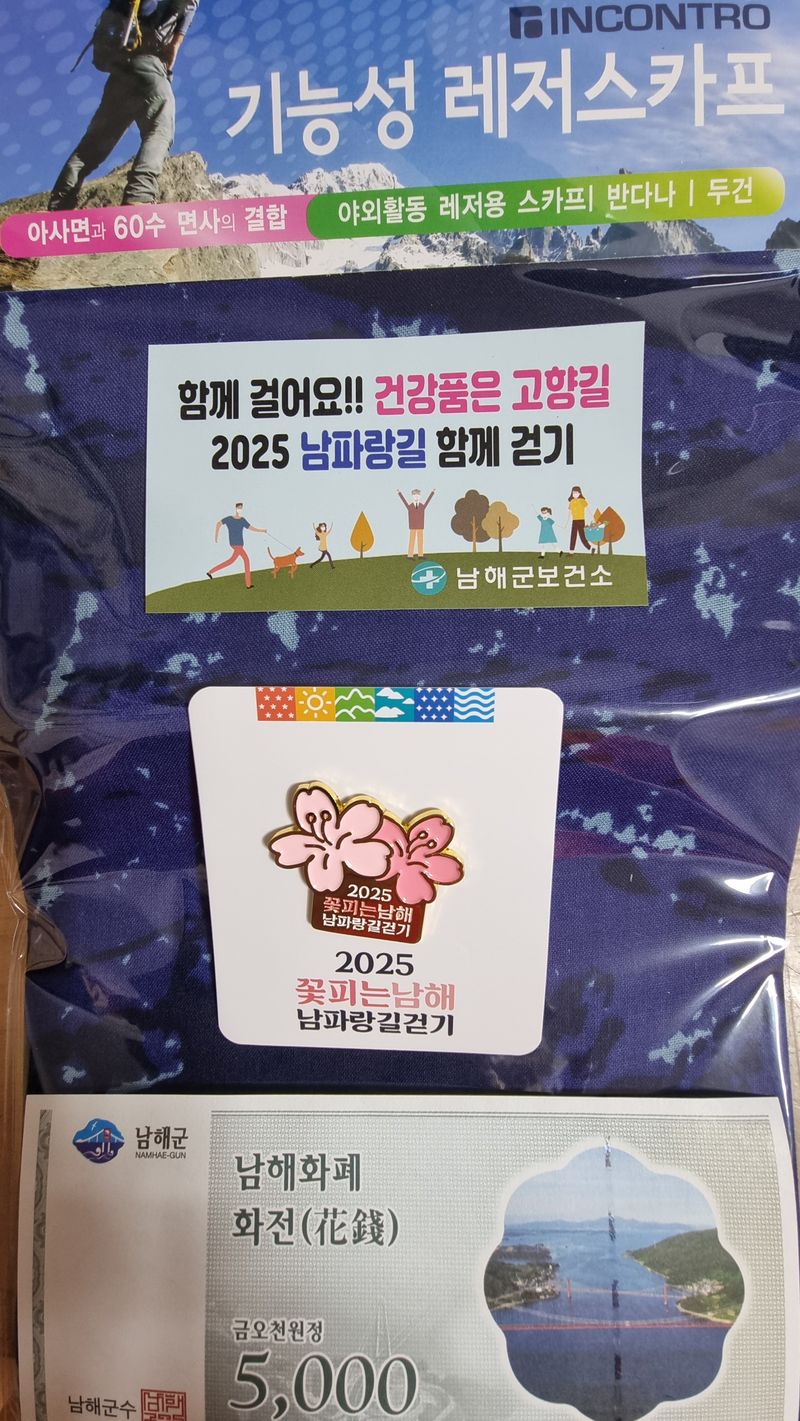 INCONTRO
기능성 레저스카프
아사면과 60수 면사의 결합
야외활동 레저용 스카프| 반다나 | 두건
함께 걸어요!! 건강품은 고향길
2025 남파랑길 함께 걷기
남해군보건소
2025
꽃피는남해
남파랑길걷기
2025
꽃피는남해
남파랑길걷기
남해군
NAMHAE-GUN
남해화폐
화전(花錢)
금오천원정
5,000
남해군수